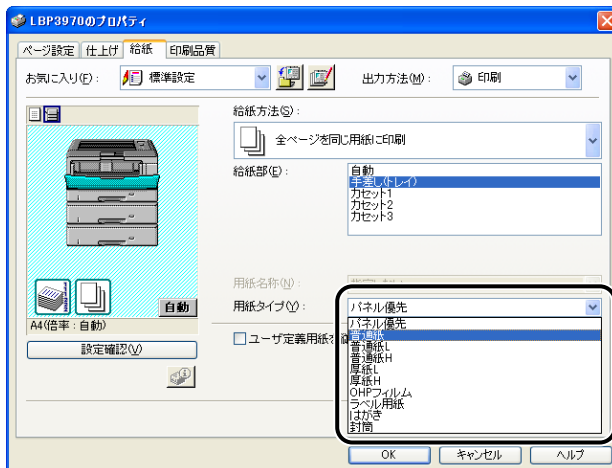 LBP3970のプロパティ
ページ設定 仕上げ 給紙 印刷品質
お気に入り(F): 標準設定 出力方法(M): 印刷
給紙方法(S):
全ページを同じ用紙に印刷
給紙部(E):
自動
手差し(トレイ)
カセット1
カセット2
カセット3
用紙名称(N):
用紙タイプ(Y): パネル優先
自動
A4(倍率:自動)
設定確認(V)
ユーザ定義用紙を
パネル優先
普通紙
普通紙L
普通紙H
厚紙L
厚紙H
OHPフィルム
ラベル用紙
はがき
封筒
OK キャンセル ヘルプ